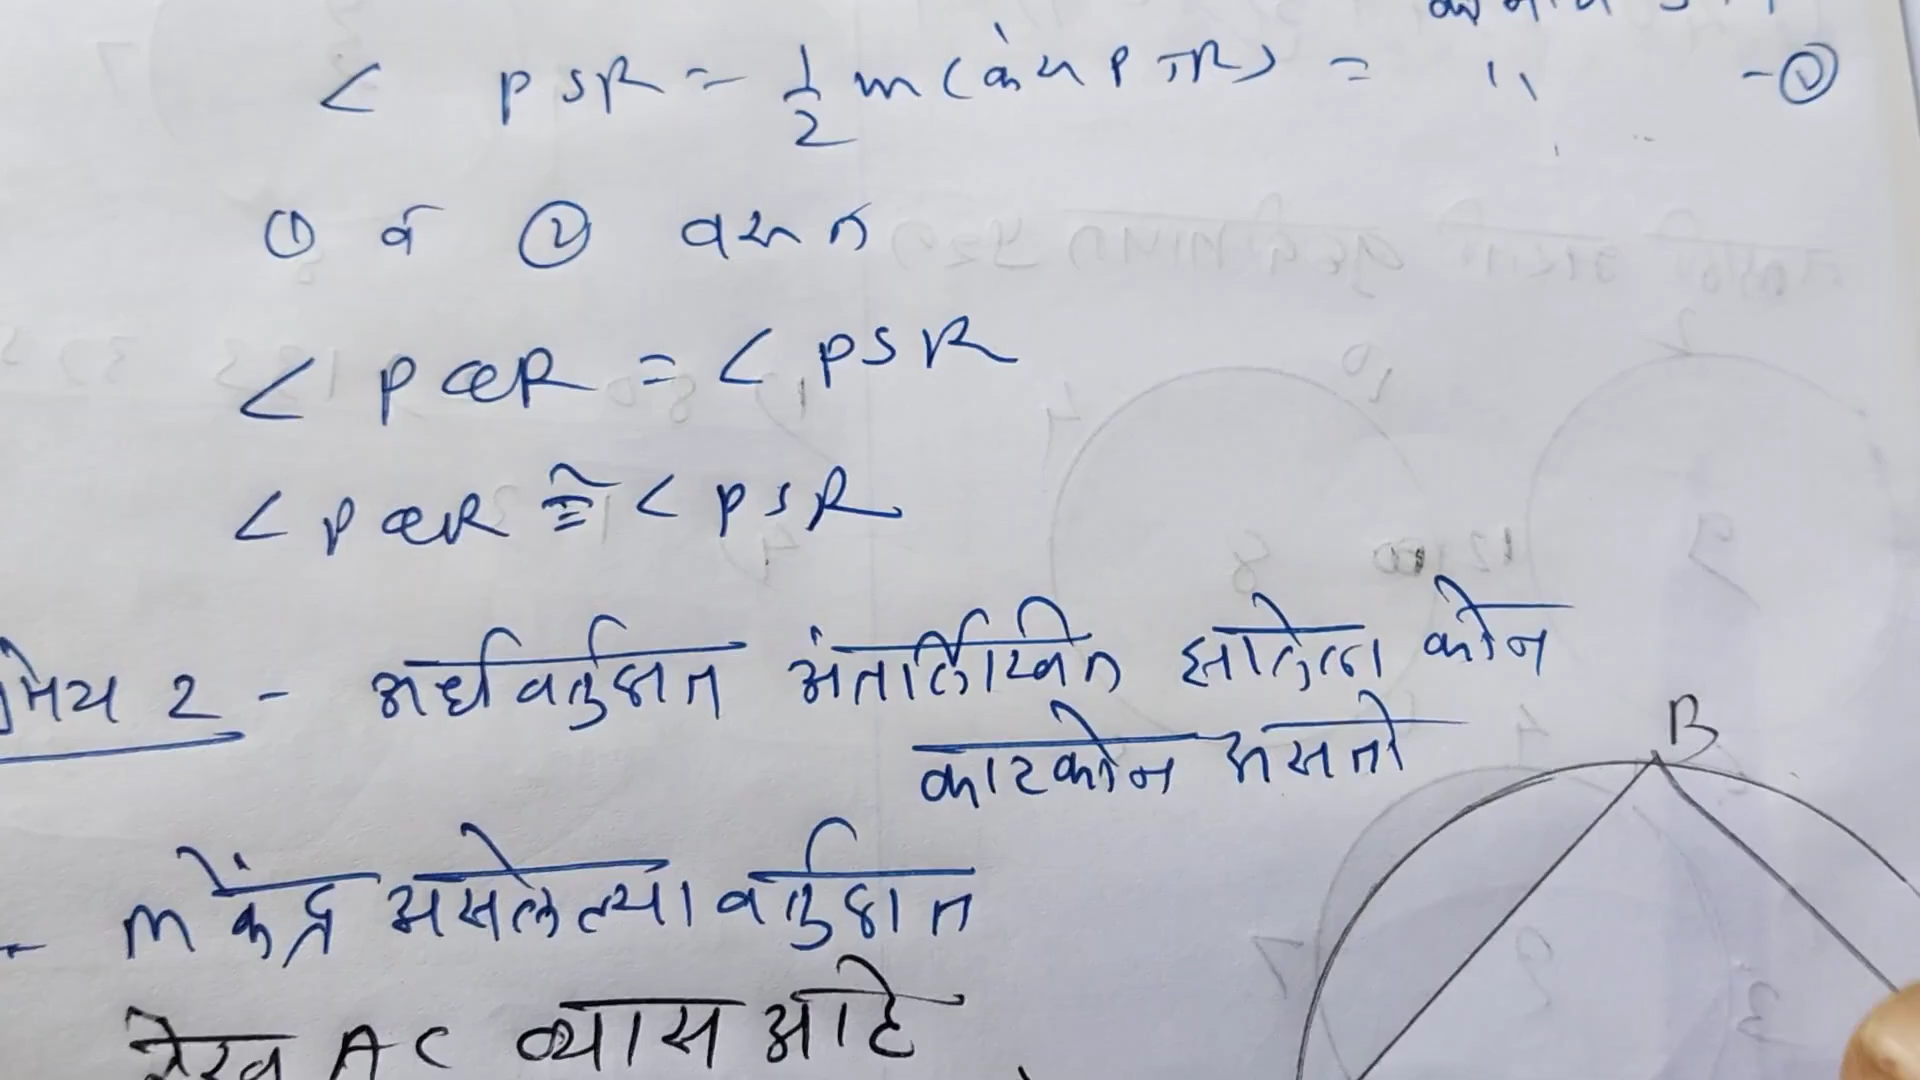 ∠ PSR = 1/2 m (कंस PTR) = " - ②
① व ② वरून
∠ PQR = ∠ PSR
∠ PQR ≅ ∠ PSR
प्रमेय 2 - अर्धवर्तुळात अंतर्लिखित झालेला कोन
काटकोन असतो
B
- m केंद्र असलेल्या वर्तुळात
रेख AC व्यास आहे